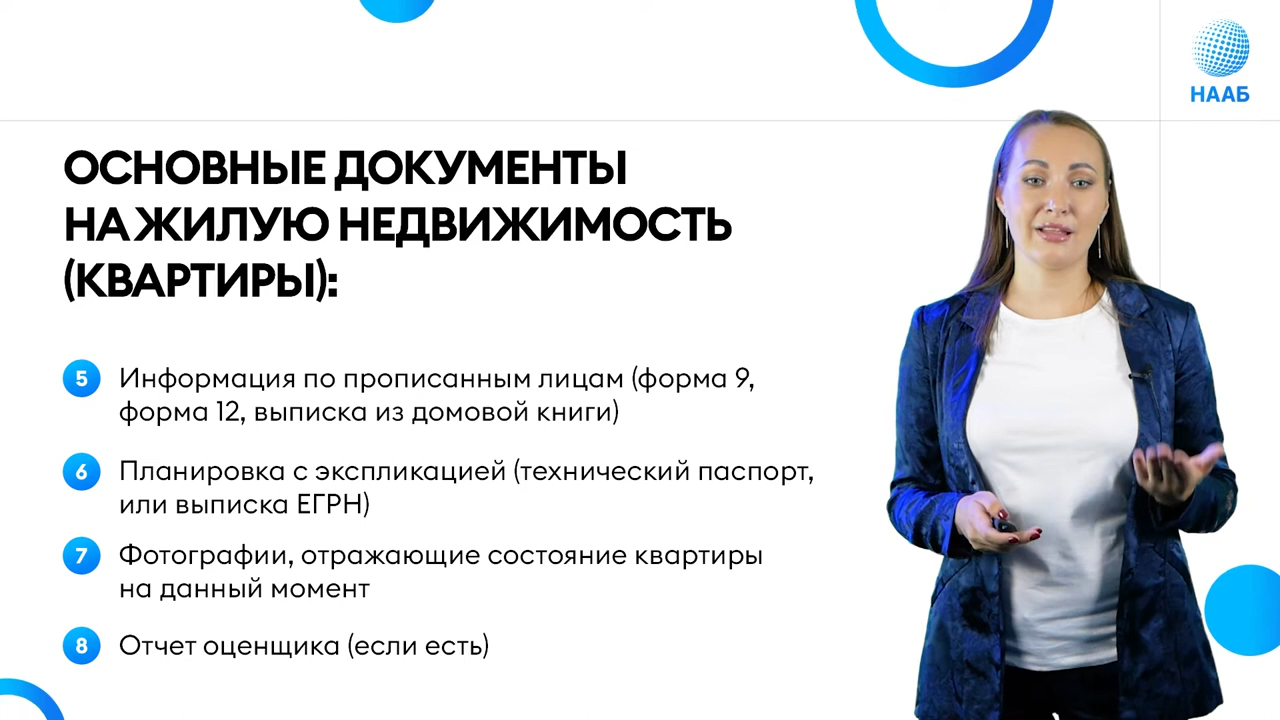 НААБ
ОСНОВНЫЕ ДОКУМЕНТЫ
НА ЖИЛУЮ НЕДВИЖИМОСТЬ
(КВАРТИРЫ):
5 Информация по прописанным лицам (форма 9,
форма 12, выписка из домовой книги)
6 Планировка с экспликацией (технический паспорт,
или выписка ЕГРН)
7 Фотографии, отражающие состояние квартиры
на данный момент
8 Отчет оценщика (если есть)